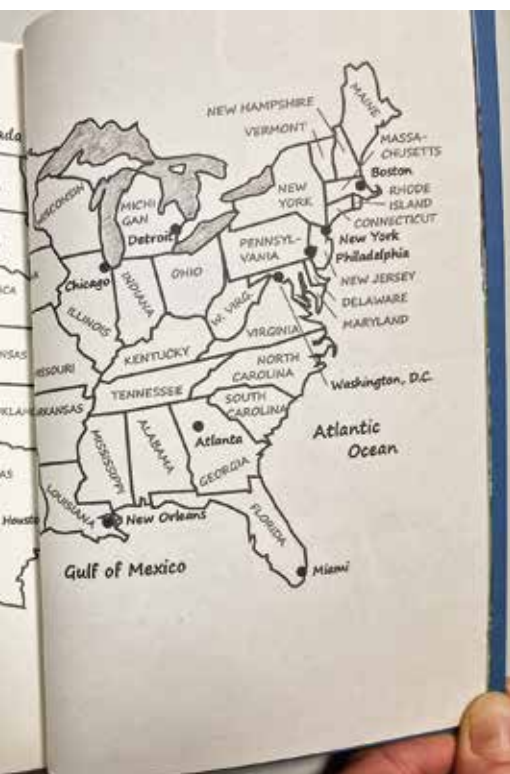 NEW HAMPSHIRE
VERMONT
MAINE
MASSA-
CHUSETTS
Boston
RHODE
ISLAND
CONNECTICUT
NEW
YORK
New York
Philadelphia
PENNSYL-
VANIA
NEW JERSEY
DELAWARE
MARYLAND
WISCONSIN
MICHI
GAN
Detroit
Chicago
ILLINOIS
INDIANA
OHIO
W. VIRG.
VIRGINIA
KENTUCKY
NORTH
CAROLINA
Washington, D.C.
TENNESSEE
SOUTH
CAROLINA
Atlanta
Atlantic
Ocean
MISSISSIPPI
ALABAMA
GEORGIA
LOUISIANA
New Orleans
FLORIDA
Miami
Gulf of Mexico